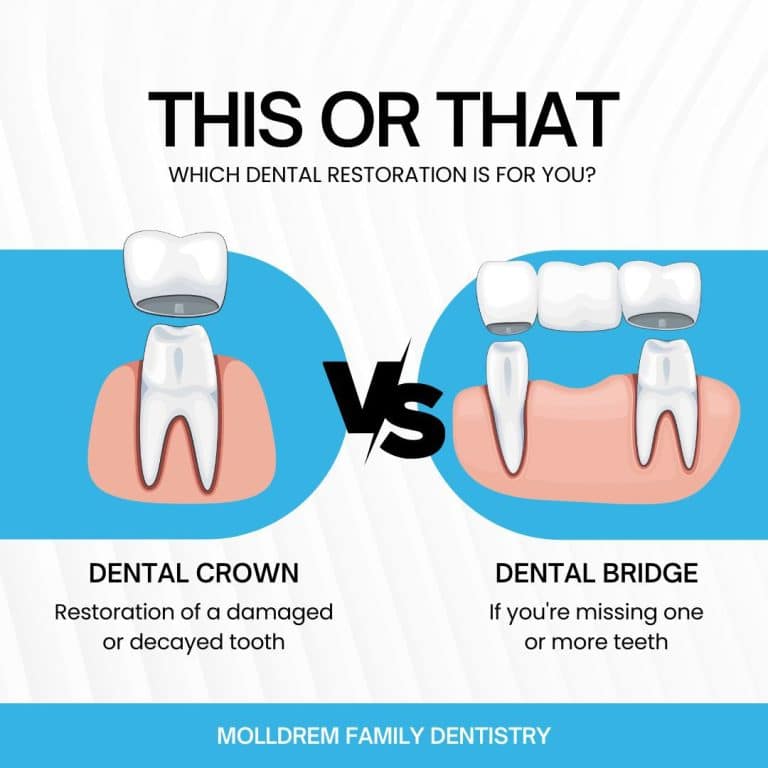 THIS OR THAT
WHICH DENTAL RESTORATION IS FOR YOU?
VS
DENTAL CROWN
Restoration of a damaged
or decayed tooth
DENTAL BRIDGE
If you're missing one
or more teeth
MOLLDREM FAMILY DENTISTRY